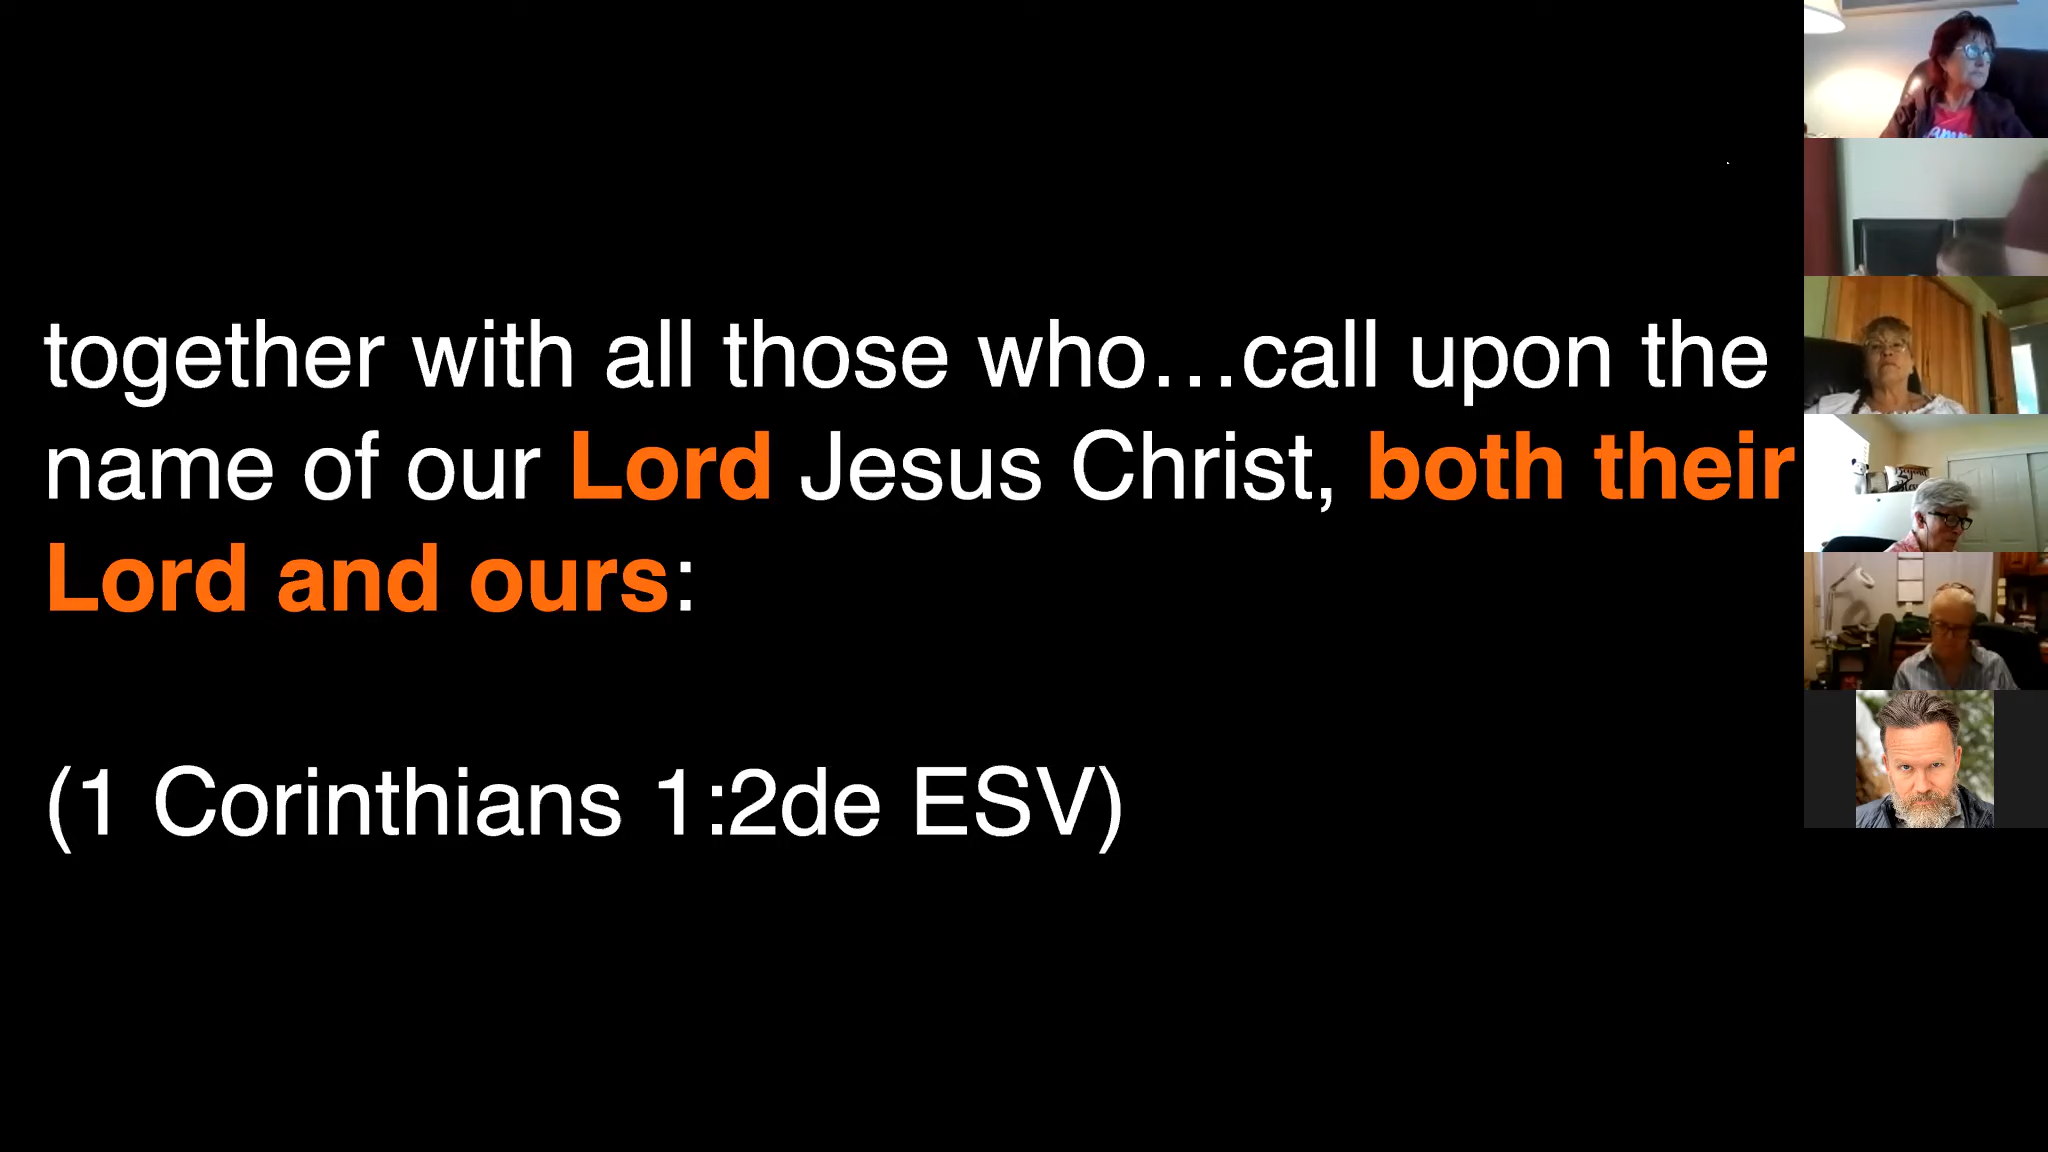 together with all those who…call upon the
name of our Lord Jesus Christ, both their
Lord and ours:
(1 Corinthians 1:2de ESV)